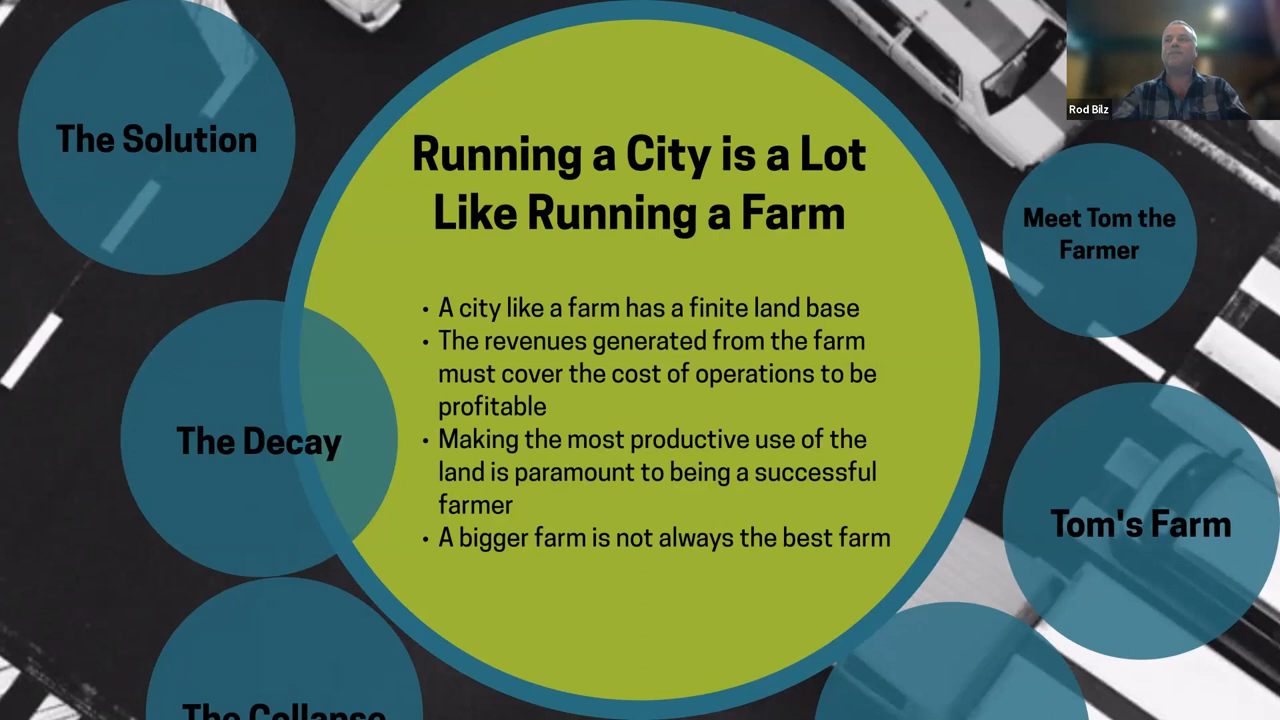 Running a City is a Lot
Like Running a Farm
• A city like a farm has a finite land base
• The revenues generated from the farm
must cover the cost of operations to be
profitable
• Making the most productive use of the
land is paramount to being a successful
farmer
• A bigger farm is not always the best farm
The Solution
The Decay
The Collapse
Meet Tom the
Farmer
Tom's Farm
Rod Bilz